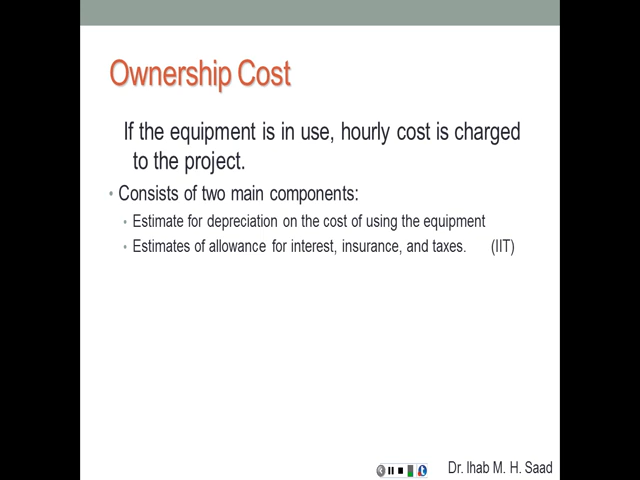 Ownership Cost
If the equipment is in use, hourly cost is charged
to the project.
• Consists of two main components:
• Estimate for depreciation on the cost of using the equipment
• Estimates of allowance for interest, insurance, and taxes. (IIT)
Dr. Ihab M. H. Saad